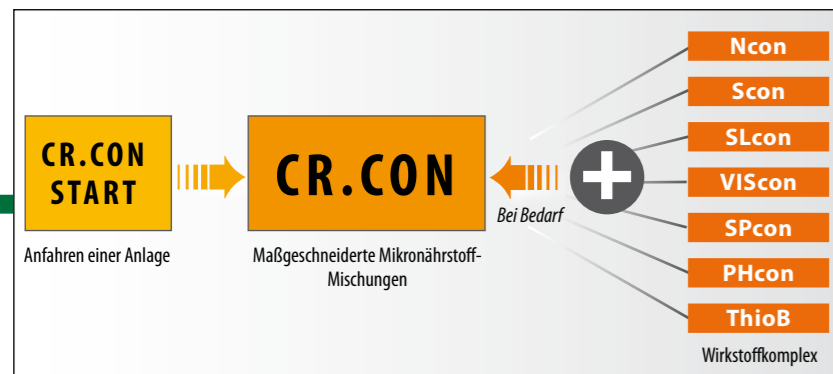 CR.CON
START
Anfahren einer Anlage
CR.CON
Maßgeschneiderte Mikronährstoff-
Mischungen
Bei Bedarf
+
Ncon
Scon
SLcon
VIScon
SPcon
PHcon
ThioB
Wirkstoffkomplex